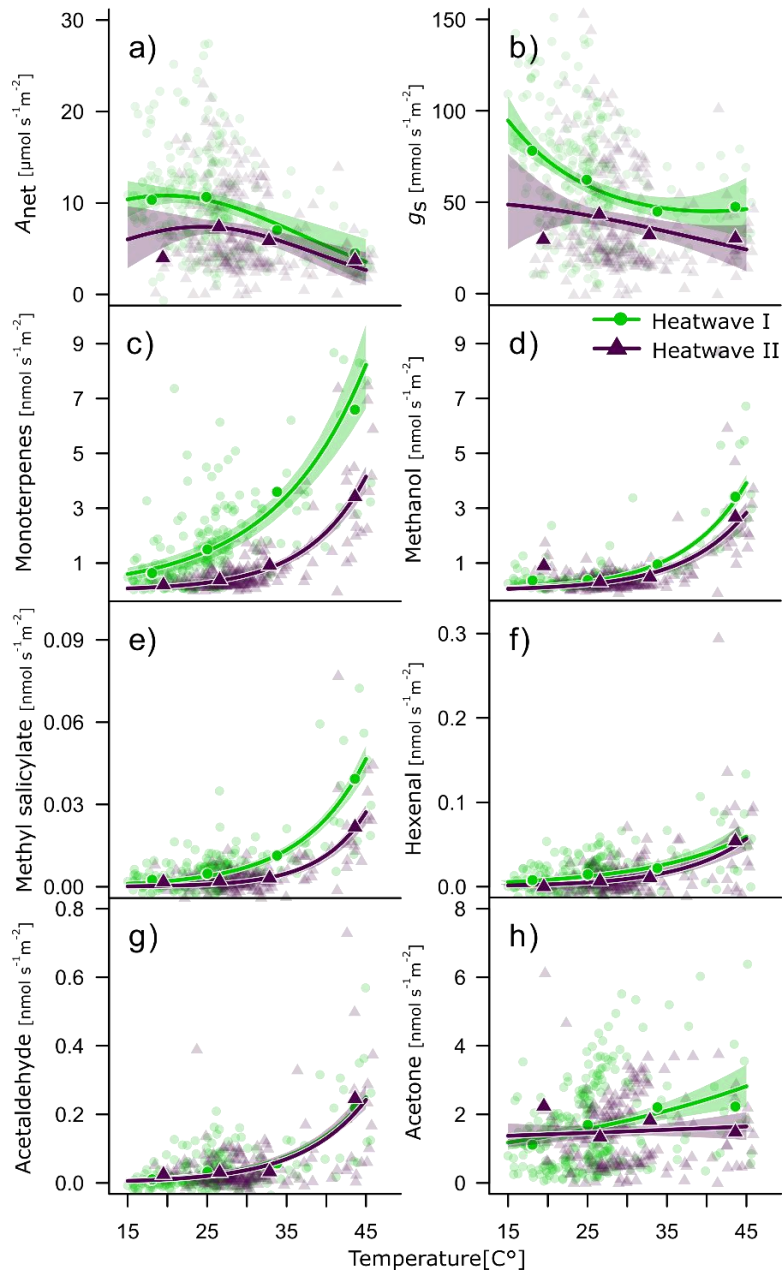 a)
Anet [µmol s⁻¹m⁻²]
30
20
10
0
b)
gs [mmol s⁻¹m⁻²]
150
100
50
0
c)
Monoterpenes [nmol s⁻¹m⁻²]
9
7
5
3
1
Heatwave I
Heatwave II
d)
Methanol [nmol s⁻¹m⁻²]
9
7
5
3
1
e)
Methyl salicylate [nmol s⁻¹m⁻²]
0.09
0.06
0.03
0.00
f)
Hexenal [nmol s⁻¹m⁻²]
0.3
0.2
0.1
0.0
g)
Acetaldehyde [nmol s⁻¹m⁻²]
0.8
0.6
0.4
0.2
0.0
h)
Acetone [nmol s⁻¹m⁻²]
8
6
4
2
0
15 25 35 45
15 25 35 45
Temperature[C°]